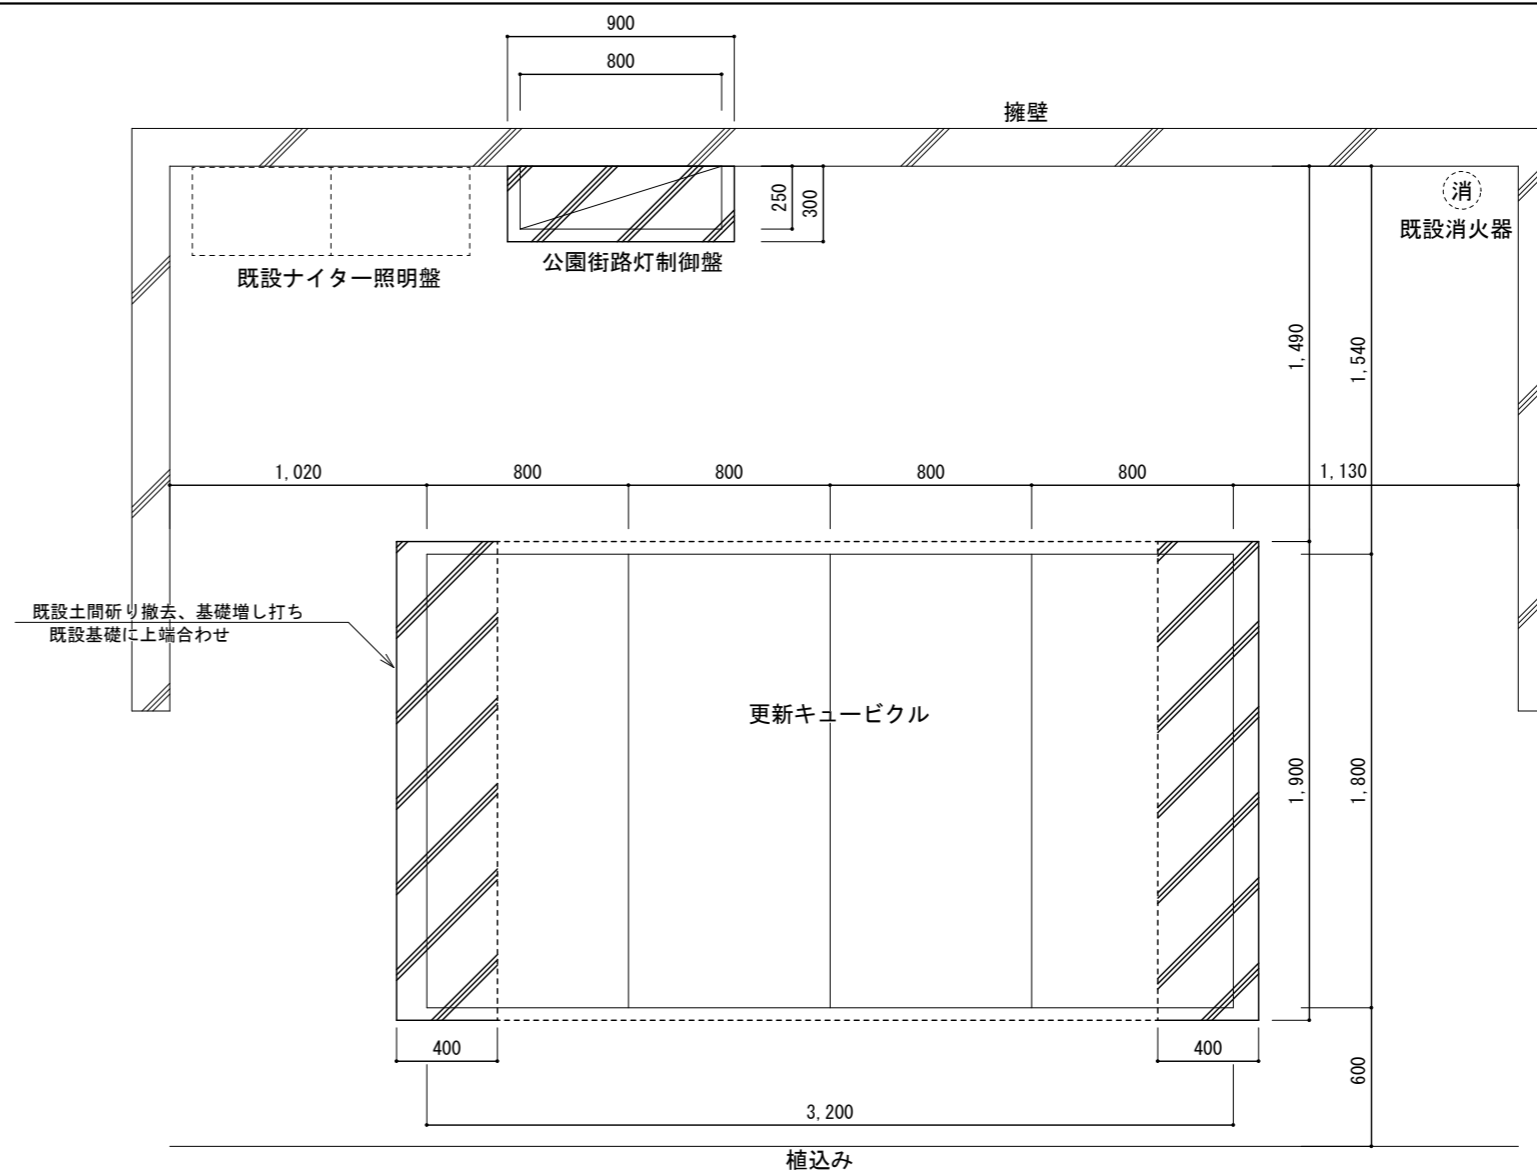 900
800
擁壁
250
300
消
既設消火器
公園街路灯制御盤
既設ナイター照明盤
1,490
1,540
1,020
800
800
800
800
1,130
既設土間斫り撤去、基礎増し打ち
既設基礎に上端合わせ
更新キュービクル
1,900
1,800
400
400
600
3,200
植込み